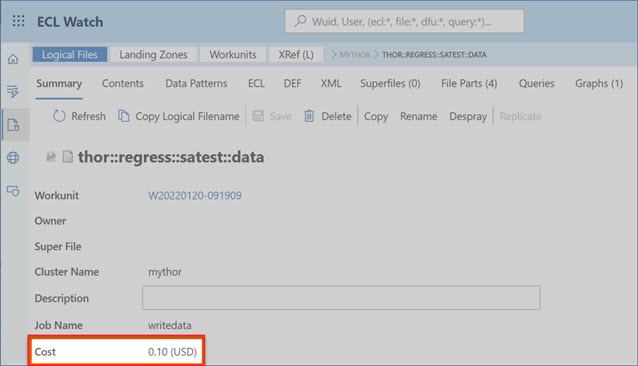 ECL Watch
Wuid, User, (ecl:*, file:*, dfu:*, query:*)...
Logical Files Landing Zones Workunits XRef (L) > MYTHOR > THOR::REGRESS::SATEST::DATA
Summary Contents Data Patterns ECL DEF XML Superfiles (0) File Parts (4) Queries Graphs (1)
Refresh Copy Logical Filename Save Delete Copy Rename Despray Replicate
thor::regress::satest::data
Workunit W20220120-091909
Owner
Super File
Cluster Name mythor
Description
Job Name writedata
Cost 0.10 (USD)